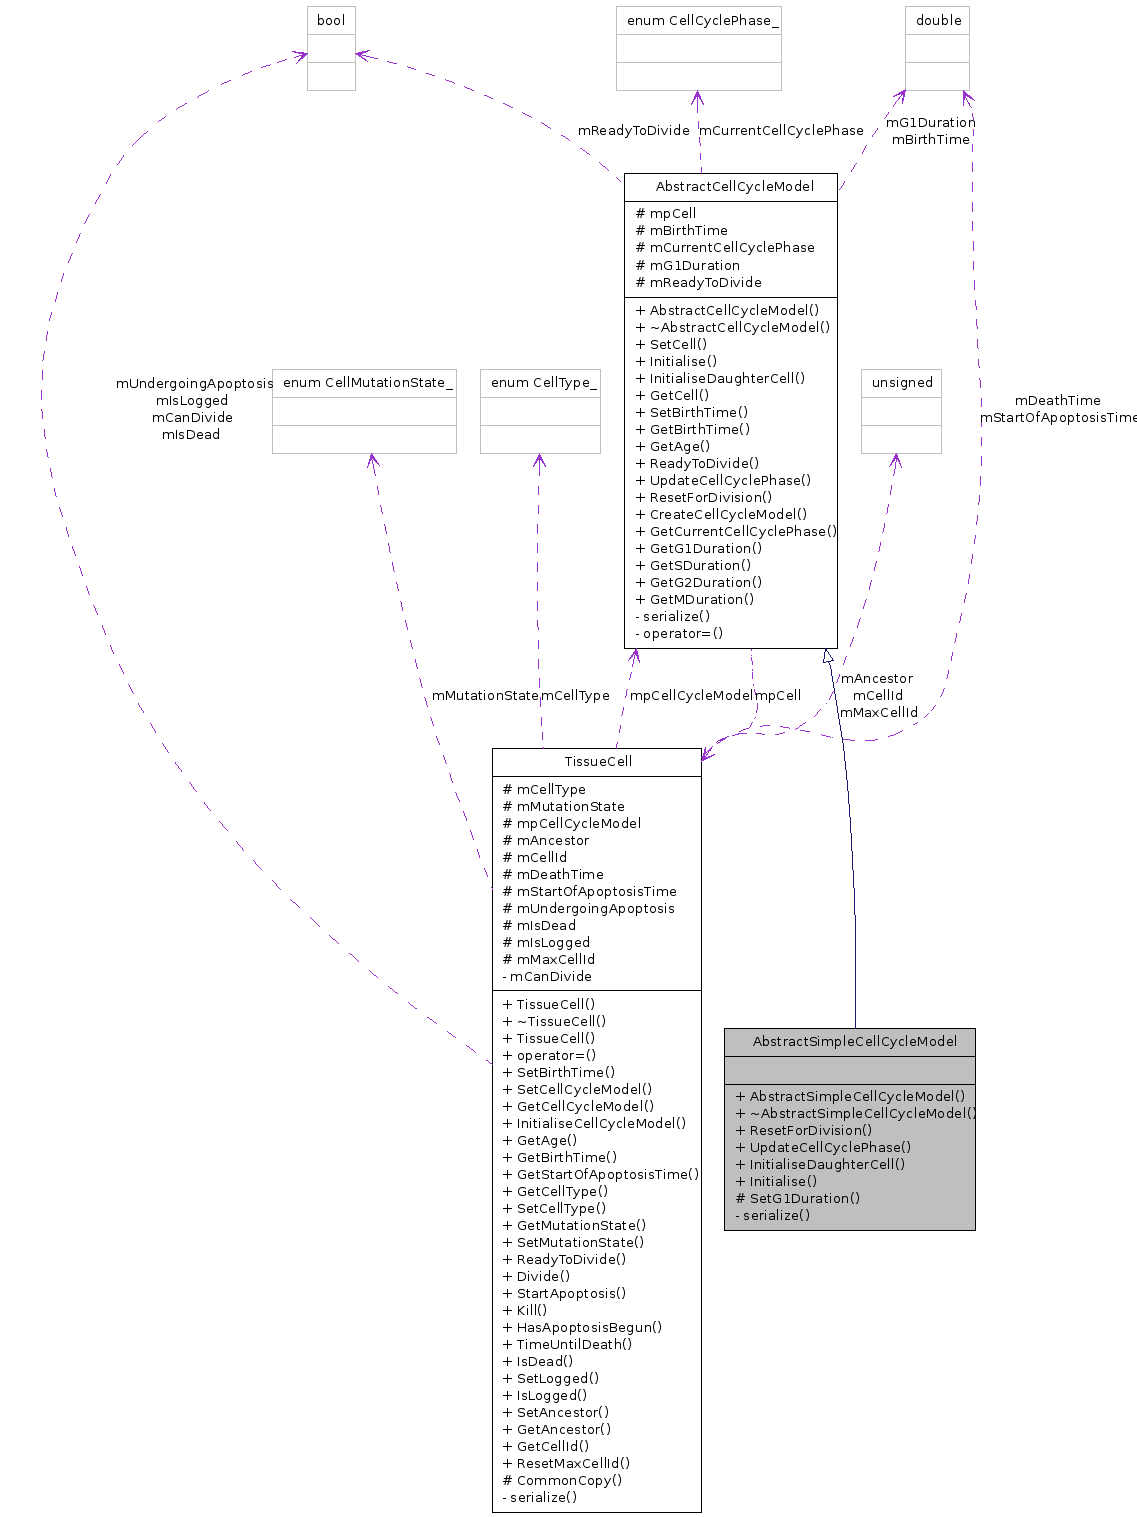 bool
enum CellCyclePhase_
double
mReadyToDivide
mCurrentCellCyclePhase
mG1Duration
mBirthTime
AbstractCellCycleModel
# mpCell
# mBirthTime
# mCurrentCellCyclePhase
# mG1Duration
# mReadyToDivide
+ AbstractCellCycleModel()
+ ~AbstractCellCycleModel()
+ SetCell()
+ Initialise()
+ InitialiseDaughterCell()
+ GetCell()
+ SetBirthTime()
+ GetBirthTime()
+ GetAge()
+ ReadyToDivide()
+ UpdateCellCyclePhase()
+ ResetForDivision()
+ CreateCellCycleModel()
+ GetCurrentCellCyclePhase()
+ GetG1Duration()
+ GetSDuration()
+ GetG2Duration()
+ GetMDuration()
- serialize()
- operator=()
mUndergoingApoptosis
mIsLogged
mCanDivide
mIsDead
enum CellMutationState_
enum CellType_
unsigned
mDeathTime
mStartOfApoptosisTime
mMutationState
mCellType
mpCellCycleModel
mpCell
mAncestor
mCellId
mMaxCellId
TissueCell
# mCellType
# mMutationState
# mpCellCycleModel
# mAncestor
# mCellId
# mDeathTime
# mStartOfApoptosisTime
# mUndergoingApoptosis
# mIsDead
# mIsLogged
# mMaxCellId
- mCanDivide
+ TissueCell()
+ ~TissueCell()
+ TissueCell()
+ operator=()
+ SetBirthTime()
+ SetCellCycleModel()
+ GetCellCycleModel()
+ InitialiseCellCycleModel()
+ GetAge()
+ GetBirthTime()
+ GetStartOfApoptosisTime()
+ GetCellType()
+ SetCellType()
+ GetMutationState()
+ SetMutationState()
+ ReadyToDivide()
+ Divide()
+ StartApoptosis()
+ Kill()
+ HasApoptosisBegun()
+ TimeUntilDeath()
+ IsDead()
+ SetLogged()
+ IsLogged()
+ SetAncestor()
+ GetAncestor()
+ GetCellId()
+ ResetMaxCellId()
# CommonCopy()
- serialize()
AbstractSimpleCellCycleModel
+ AbstractSimpleCellCycleModel()
+ ~AbstractSimpleCellCycleModel()
+ ResetForDivision()
+ UpdateCellCyclePhase()
+ InitialiseDaughterCell()
+ Initialise()
# SetG1Duration()
- serialize()